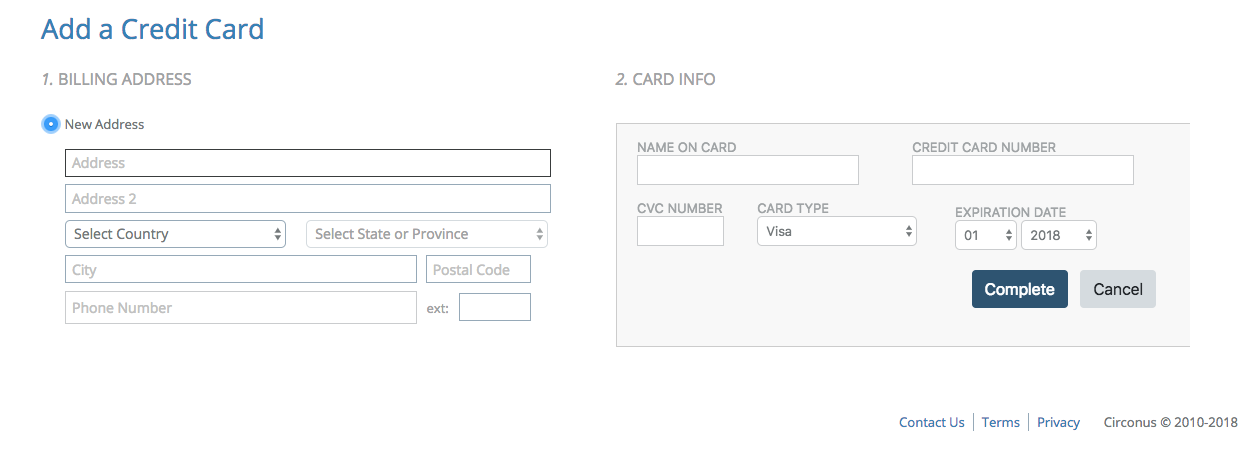 Add a Credit Card
1. BILLING ADDRESS
New Address
Address
Address 2
Select Country
Select State or Province
City
Postal Code
Phone Number
ext:
2. CARD INFO
NAME ON CARD
CREDIT CARD NUMBER
CVC NUMBER
CARD TYPE
EXPIRATION DATE
Visa
01
2018
Complete
Cancel
Contact Us
Terms
Privacy
Circonus © 2010-2018